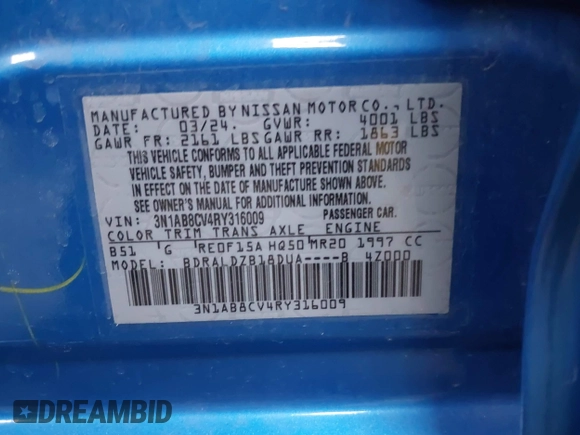 MANUFACTURED BY NISSAN MOTOR CO., LTD.
DATE: 03/24. GVWR: 4001 LBS
GAWR FR: 2161 LBS GAWR RR: 1863 LBS
THIS VEHICLE CONFORMS TO ALL APPLICABLE FEDERAL MOTOR
VEHICLE SAFETY, BUMPER AND THEFT PREVENTION STANDARDS
IN EFFECT ON THE DATE OF MANUFACTURE SHOWN ABOVE.
SEE OWNER'S MANUAL FOR ADDITIONAL INFORMATION.
VIN: 3N1AB8CV4RY316009 PASSENGER CAR.
COLOR TRIM TRANS AXLE ENGINE
B51 'G 'RE0F15A HQ50 MR20 1997 CC
MODEL: BDRALDZB18DUA----B 4Z000
3N1AB8CV4RY316009
DREAMBID